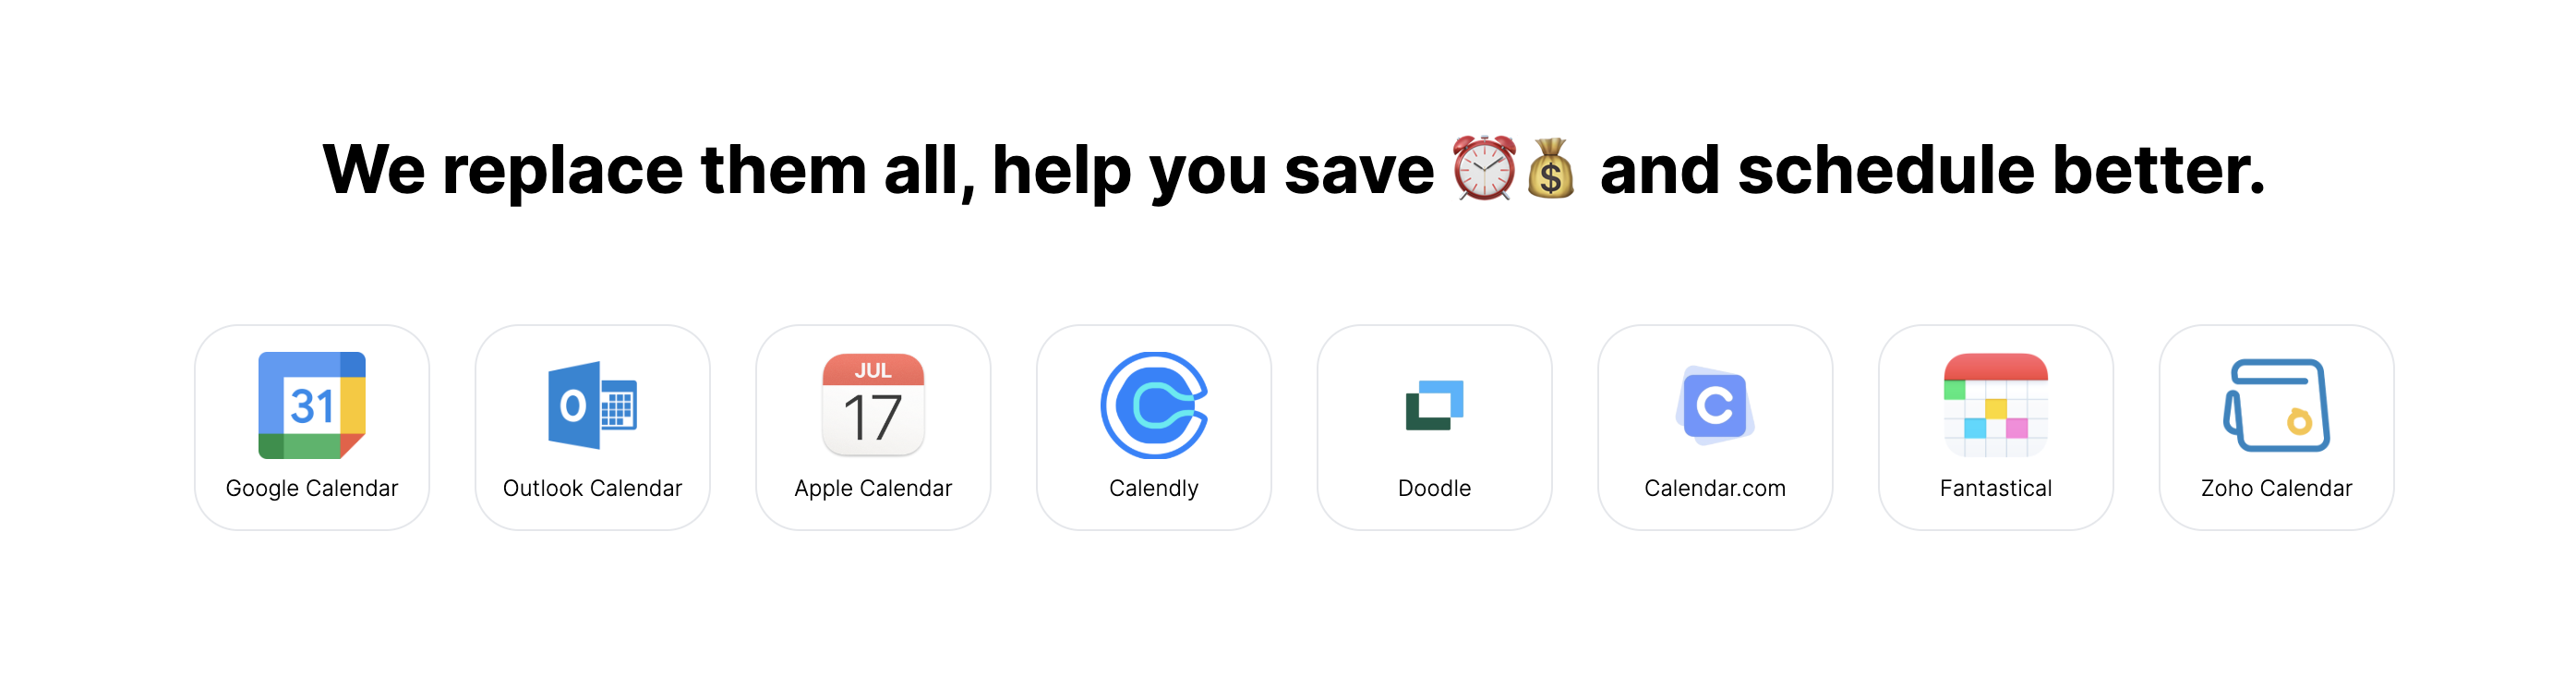 We replace them all, help you save ⏰💰 and schedule better.
31
O
JUL
17
C
Google Calendar
Outlook Calendar
Apple Calendar
Calendly
Doodle
Calendar.com
Fantastical
Zoho Calendar